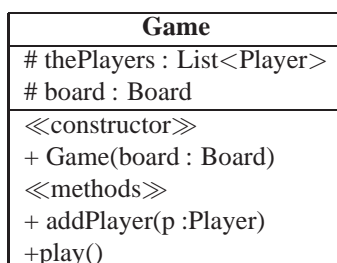 Game
# thePlayers : List<Player>
# board : Board
≪constructor≫
+ Game(board : Board)
≪methods≫
+ addPlayer(p :Player)
+play()